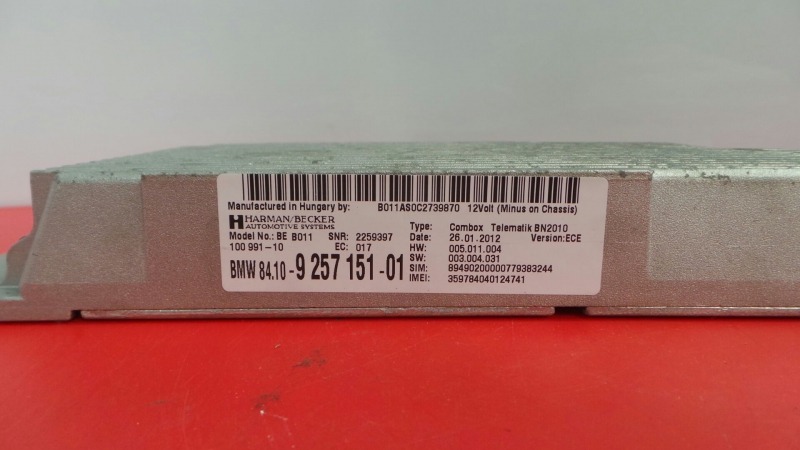 Manufactured in Hungary by: B011AS0C2739870 12Volt (Minus on Chassis)
HARMAN/BECKER
AUTOMOTIVE SYSTEMS
Model No.: BE B011 SNR: 2259397
100 991-10 EC: 017
BMW 84.10-9 257 151-01
Type: Combox Telematik BN2010
Date: 26.01.2012 Version:ECE
HW: 005.011.004
SW: 003.004.031
SIM: 89490200000779383244
IMEI: 359784040124741